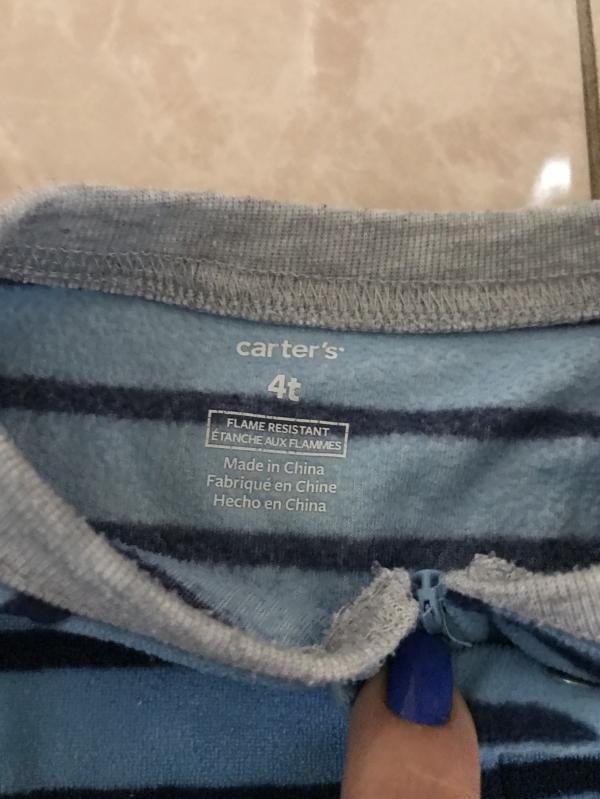 carter's
4t
FLAME RESISTANT
ÉTANCHE AUX FLAMMES
Made in China
Fabriqué en Chine
Hecho en China